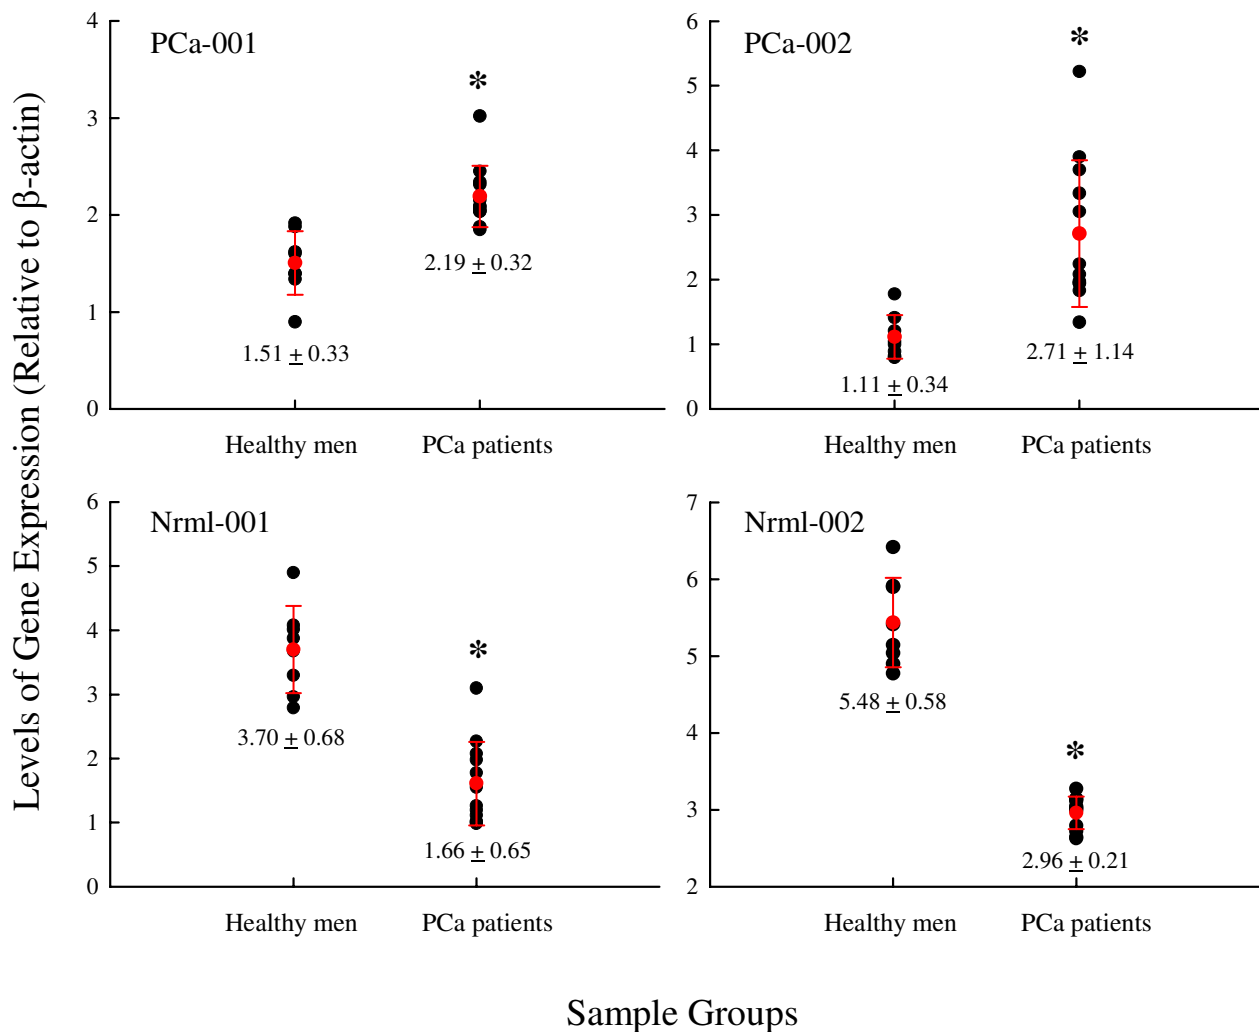 Levels of Gene Expression (Relative to β-actin)
PCa-001
4
3
2
1
0
*
1.51 ± 0.33
2.19 ± 0.32
Healthy men
PCa patients
PCa-002
6
5
4
3
2
1
0
*
1.11 ± 0.34
2.71 ± 1.14
Healthy men
PCa patients
Nrml-001
6
5
4
3
2
1
0
*
3.70 ± 0.68
1.66 ± 0.65
Healthy men
PCa patients
Nrml-002
7
6
5
4
3
2
*
5.48 ± 0.58
2.96 ± 0.21
Healthy men
PCa patients
Sample Groups